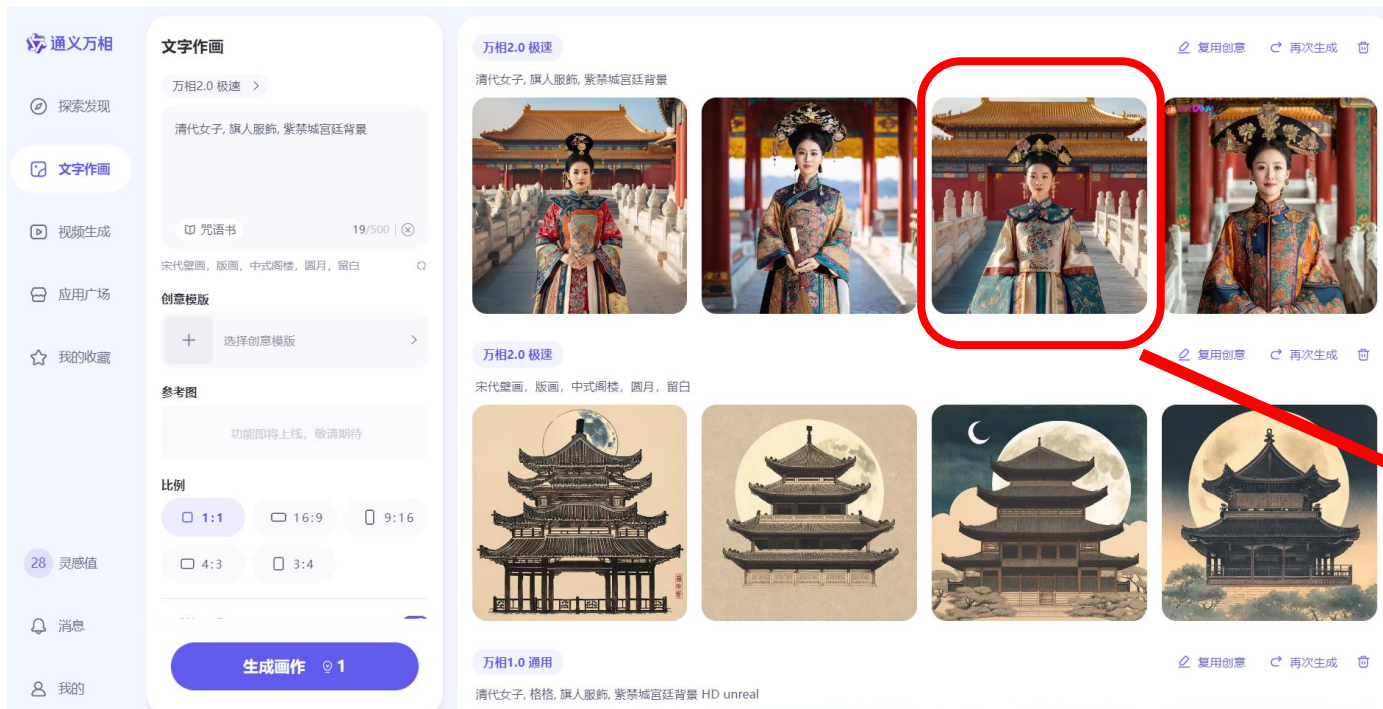 通义万相
探索发现
文字作画
视频生成
应用广场
我的收藏
28 灵感值
消息
我的
文字作画
万相2.0 极速 >
清代女子, 旗人服飾, 紫禁城宮廷背景
咒语书
19/500
宋代壁画，版画，中式阁楼，圆月，留白
创意模版
选择创意模版
参考图
功能即将上线，敬请期待
比例
1:1
16:9
9:16
4:3
3:4
生成画作 1
万相2.0 极速
复用创意 再次生成
清代女子, 旗人服飾, 紫禁城宮廷背景
万相2.0 极速
复用创意 再次生成
宋代壁画，版画，中式阁楼，圆月，留白
万相1.0 通用
复用创意 再次生成
清代女子, 格格, 旗人服飾, 紫禁城宮廷背景 HD unreal